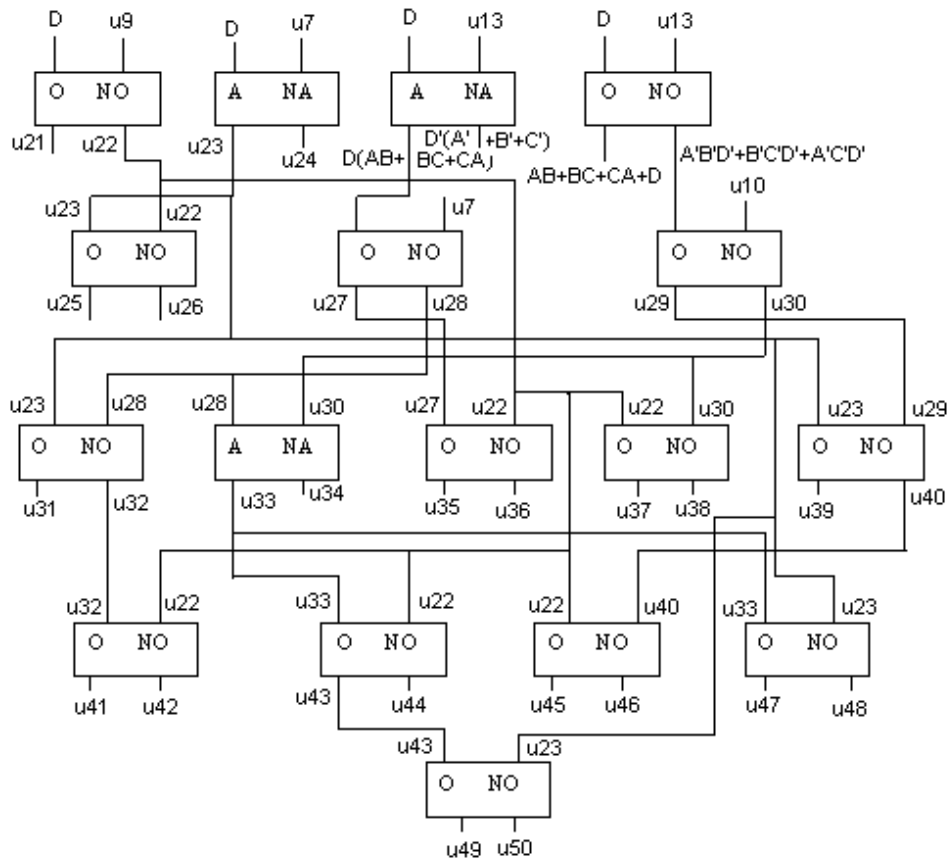 D u9 D u7 D u13 D u13
O NO A NA A NA O NO
u21 u22 u23 u24 D(AB+ BC+CA) D'(A' +B'+C') AB+BC+CA+D A'B'D'+B'C'D'+A'C'D'
u23 u22 u7 u10
O NO O NO O NO
u25 u26 u27 u28 u29 u30
u23 u28 u28 u30 u27 u22 u22 u30 u23 u29
O NO A NA O NO O NO O NO
u31 u32 u33 u34 u35 u36 u37 u38 u39 u40
u32 u22 u33 u22 u22 u40 u33 u23
O NO O NO O NO O NO
u41 u42 u43 u44 u45 u46 u47 u48
u43 u23
O NO
u49 u50